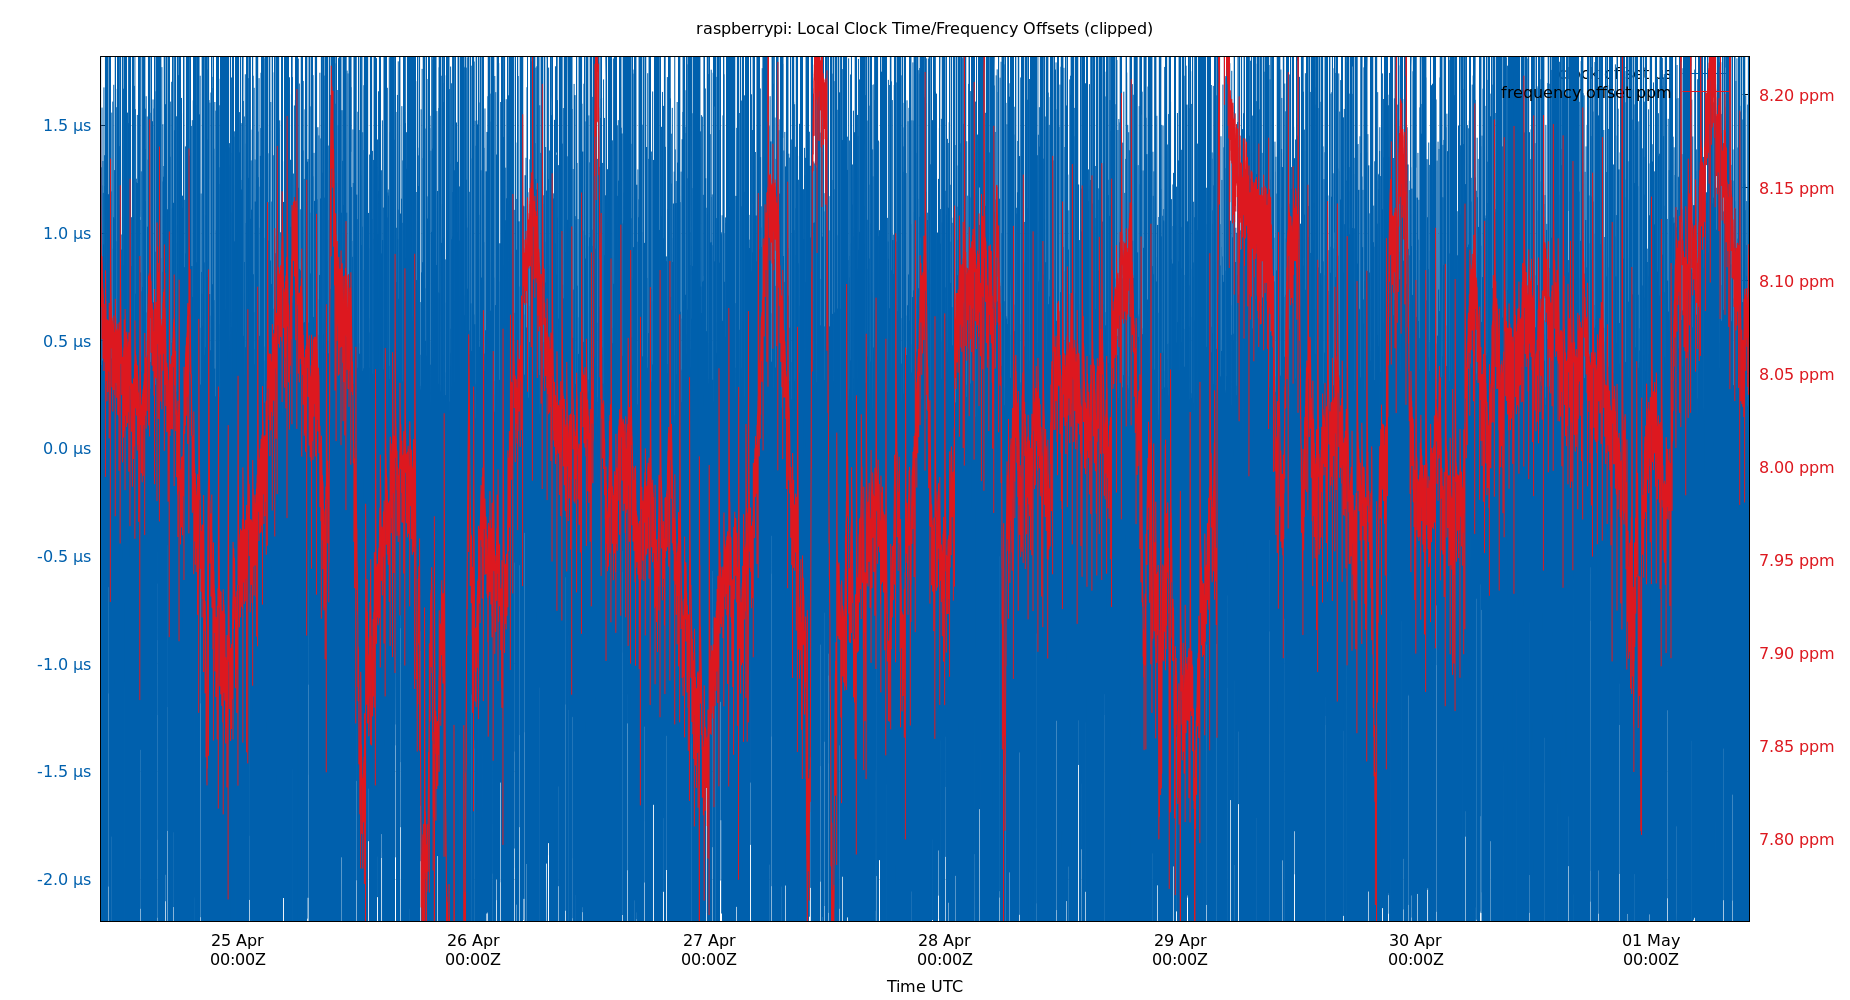 raspberrypi: Local Clock Time/Frequency Offsets (clipped)
clock offset µs
frequency offset ppm
1.5 µs
1.0 µs
0.5 µs
0.0 µs
-0.5 µs
-1.0 µs
-1.5 µs
-2.0 µs
8.20 ppm
8.15 ppm
8.10 ppm
8.05 ppm
8.00 ppm
7.95 ppm
7.90 ppm
7.85 ppm
7.80 ppm
25 Apr 26 Apr 27 Apr 28 Apr 29 Apr 30 Apr 01 May
00:00Z 00:00Z 00:00Z 00:00Z 00:00Z 00:00Z 00:00Z
Time UTC